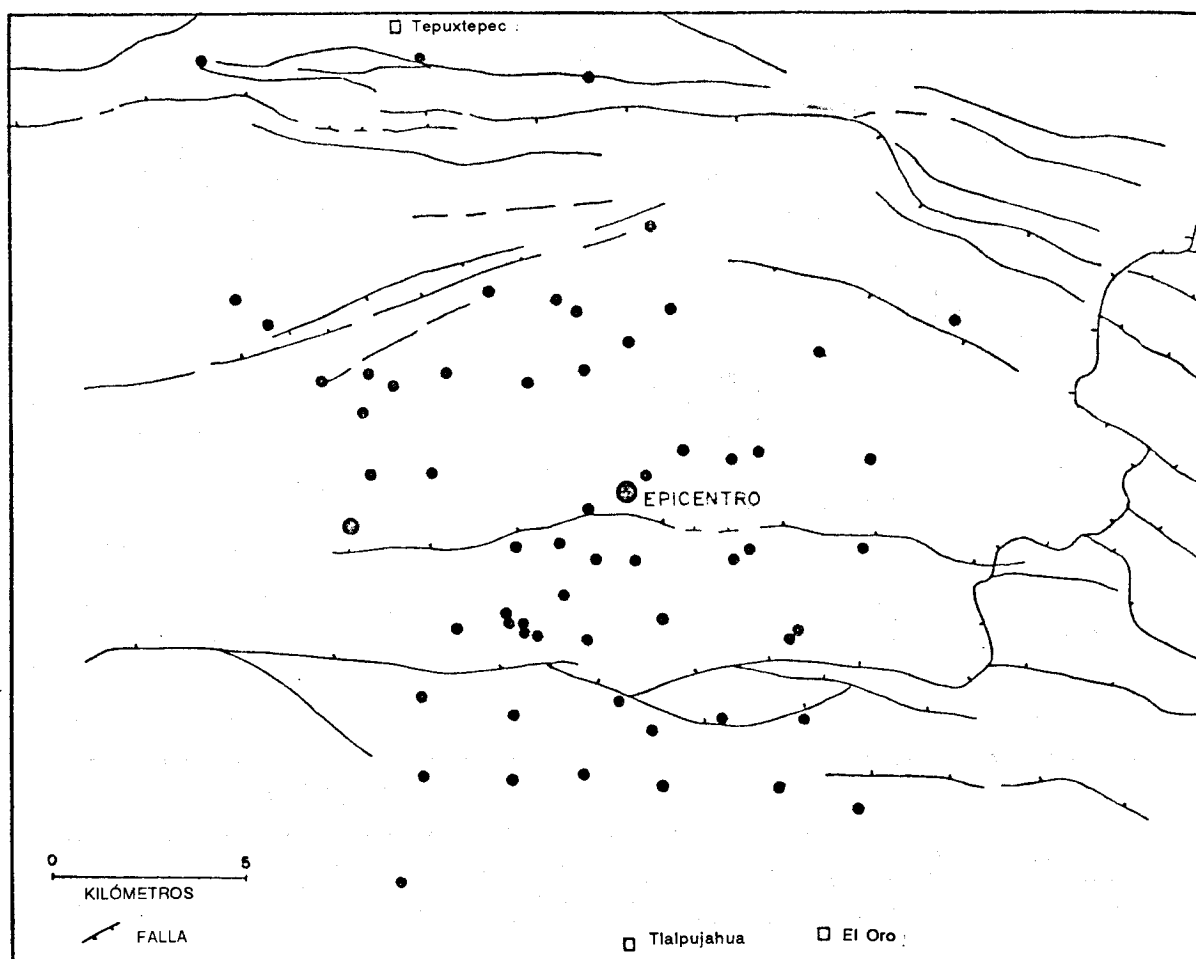 Tepuxtepec
EPICENTRO
0 5
KILÓMETROS
FALLA
Tlalpujahua
El Oro